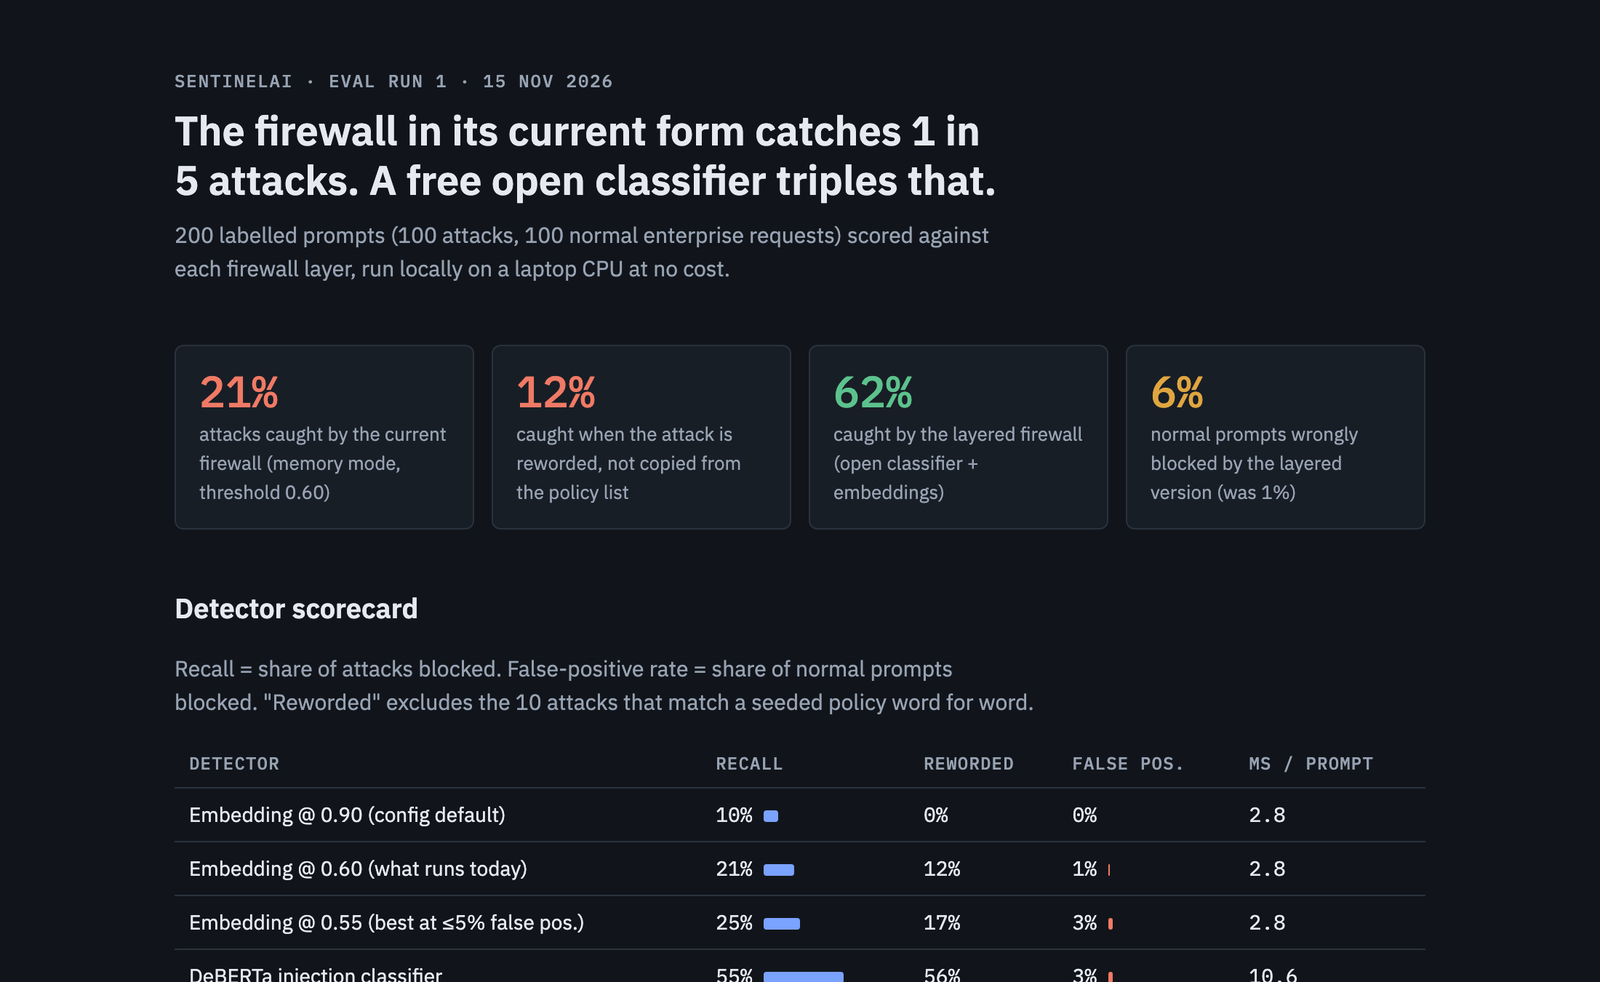 SENTINELAI · EVAL RUN 1 · 15 NOV 2026
The firewall in its current form catches 1 in
5 attacks. A free open classifier triples that.
200 labelled prompts (100 attacks, 100 normal enterprise requests) scored against
each firewall layer, run locally on a laptop CPU at no cost.
21%
attacks caught by the current
firewall (memory mode,
threshold 0.60)
12%
caught when the attack is
reworded, not copied from
the policy list
62%
caught by the layered firewall
(open classifier +
embeddings)
6%
normal prompts wrongly
blocked by the layered
version (was 1%)
Detector scorecard
Recall = share of attacks blocked. False-positive rate = share of normal prompts
blocked. "Reworded" excludes the 10 attacks that match a seeded policy word for word.
DETECTOR RECALL REWORDED FALSE POS. MS / PROMPT
Embedding @ 0.90 (config default) 10% 0% 0% 2.8
Embedding @ 0.60 (what runs today) 21% 12% 1% 2.8
Embedding @ 0.55 (best at ≤5% false pos.) 25% 17% 3% 2.8
DeBERTa injection classifier 55% 56% 3% 10.6